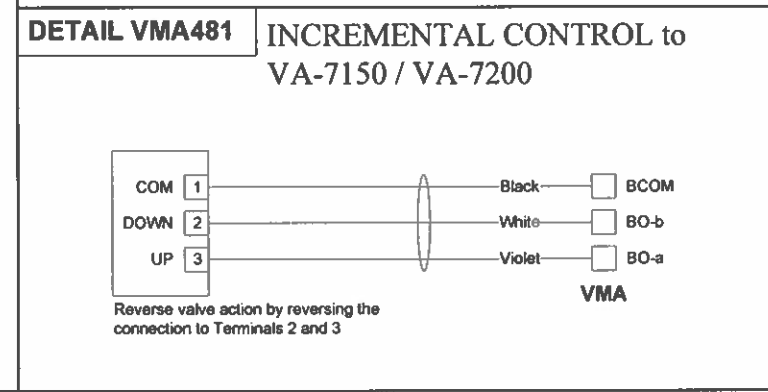 DETAIL VMA481
INCREMENTAL CONTROL to
VA-7150 / VA-7200
COM 1 Black BCOM
DOWN 2 White BO-b
UP 3 Violet BO-a
VMA
Reverse valve action by reversing the
connection to Terminals 2 and 3